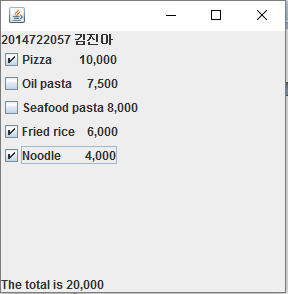 2014722057 김진아
Pizza 10,000
Oil pasta 7,500
Seafood pasta 8,000
Fried rice 6,000
Noodle 4,000
The total is 20,000